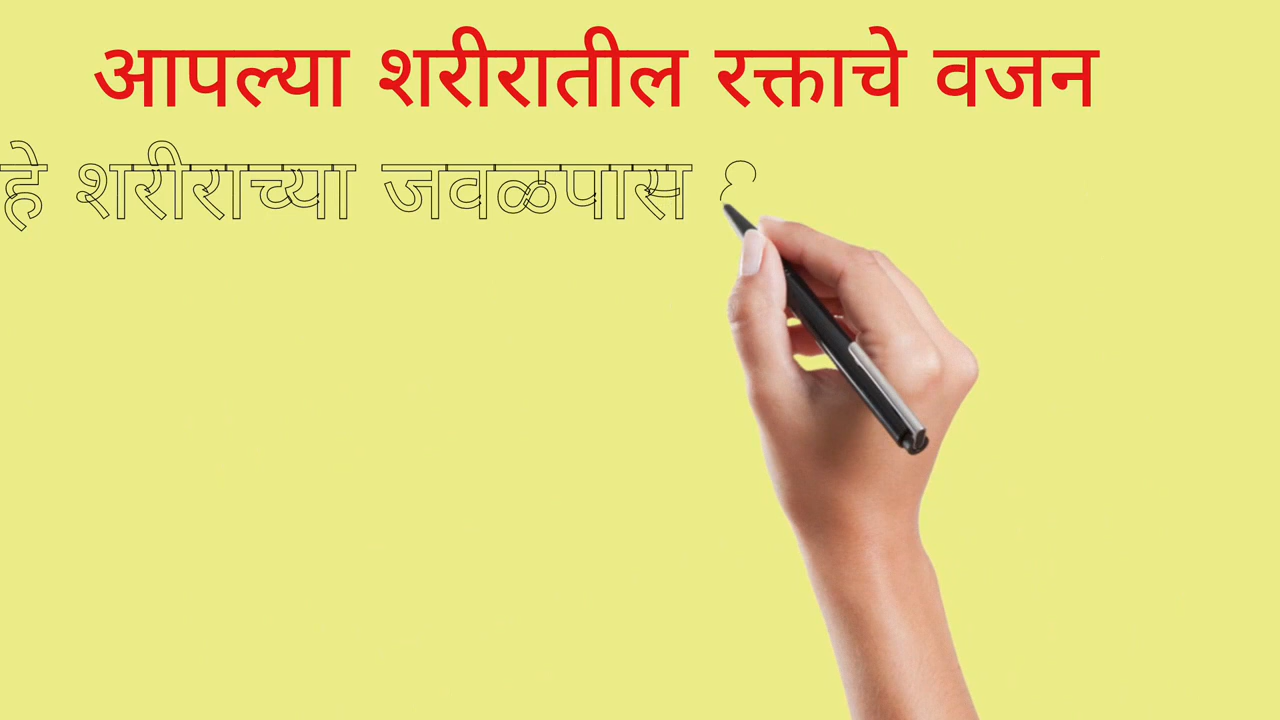 आपल्या शरीरातील रक्ताचे वजन
हे शरीराच्या जवळपास